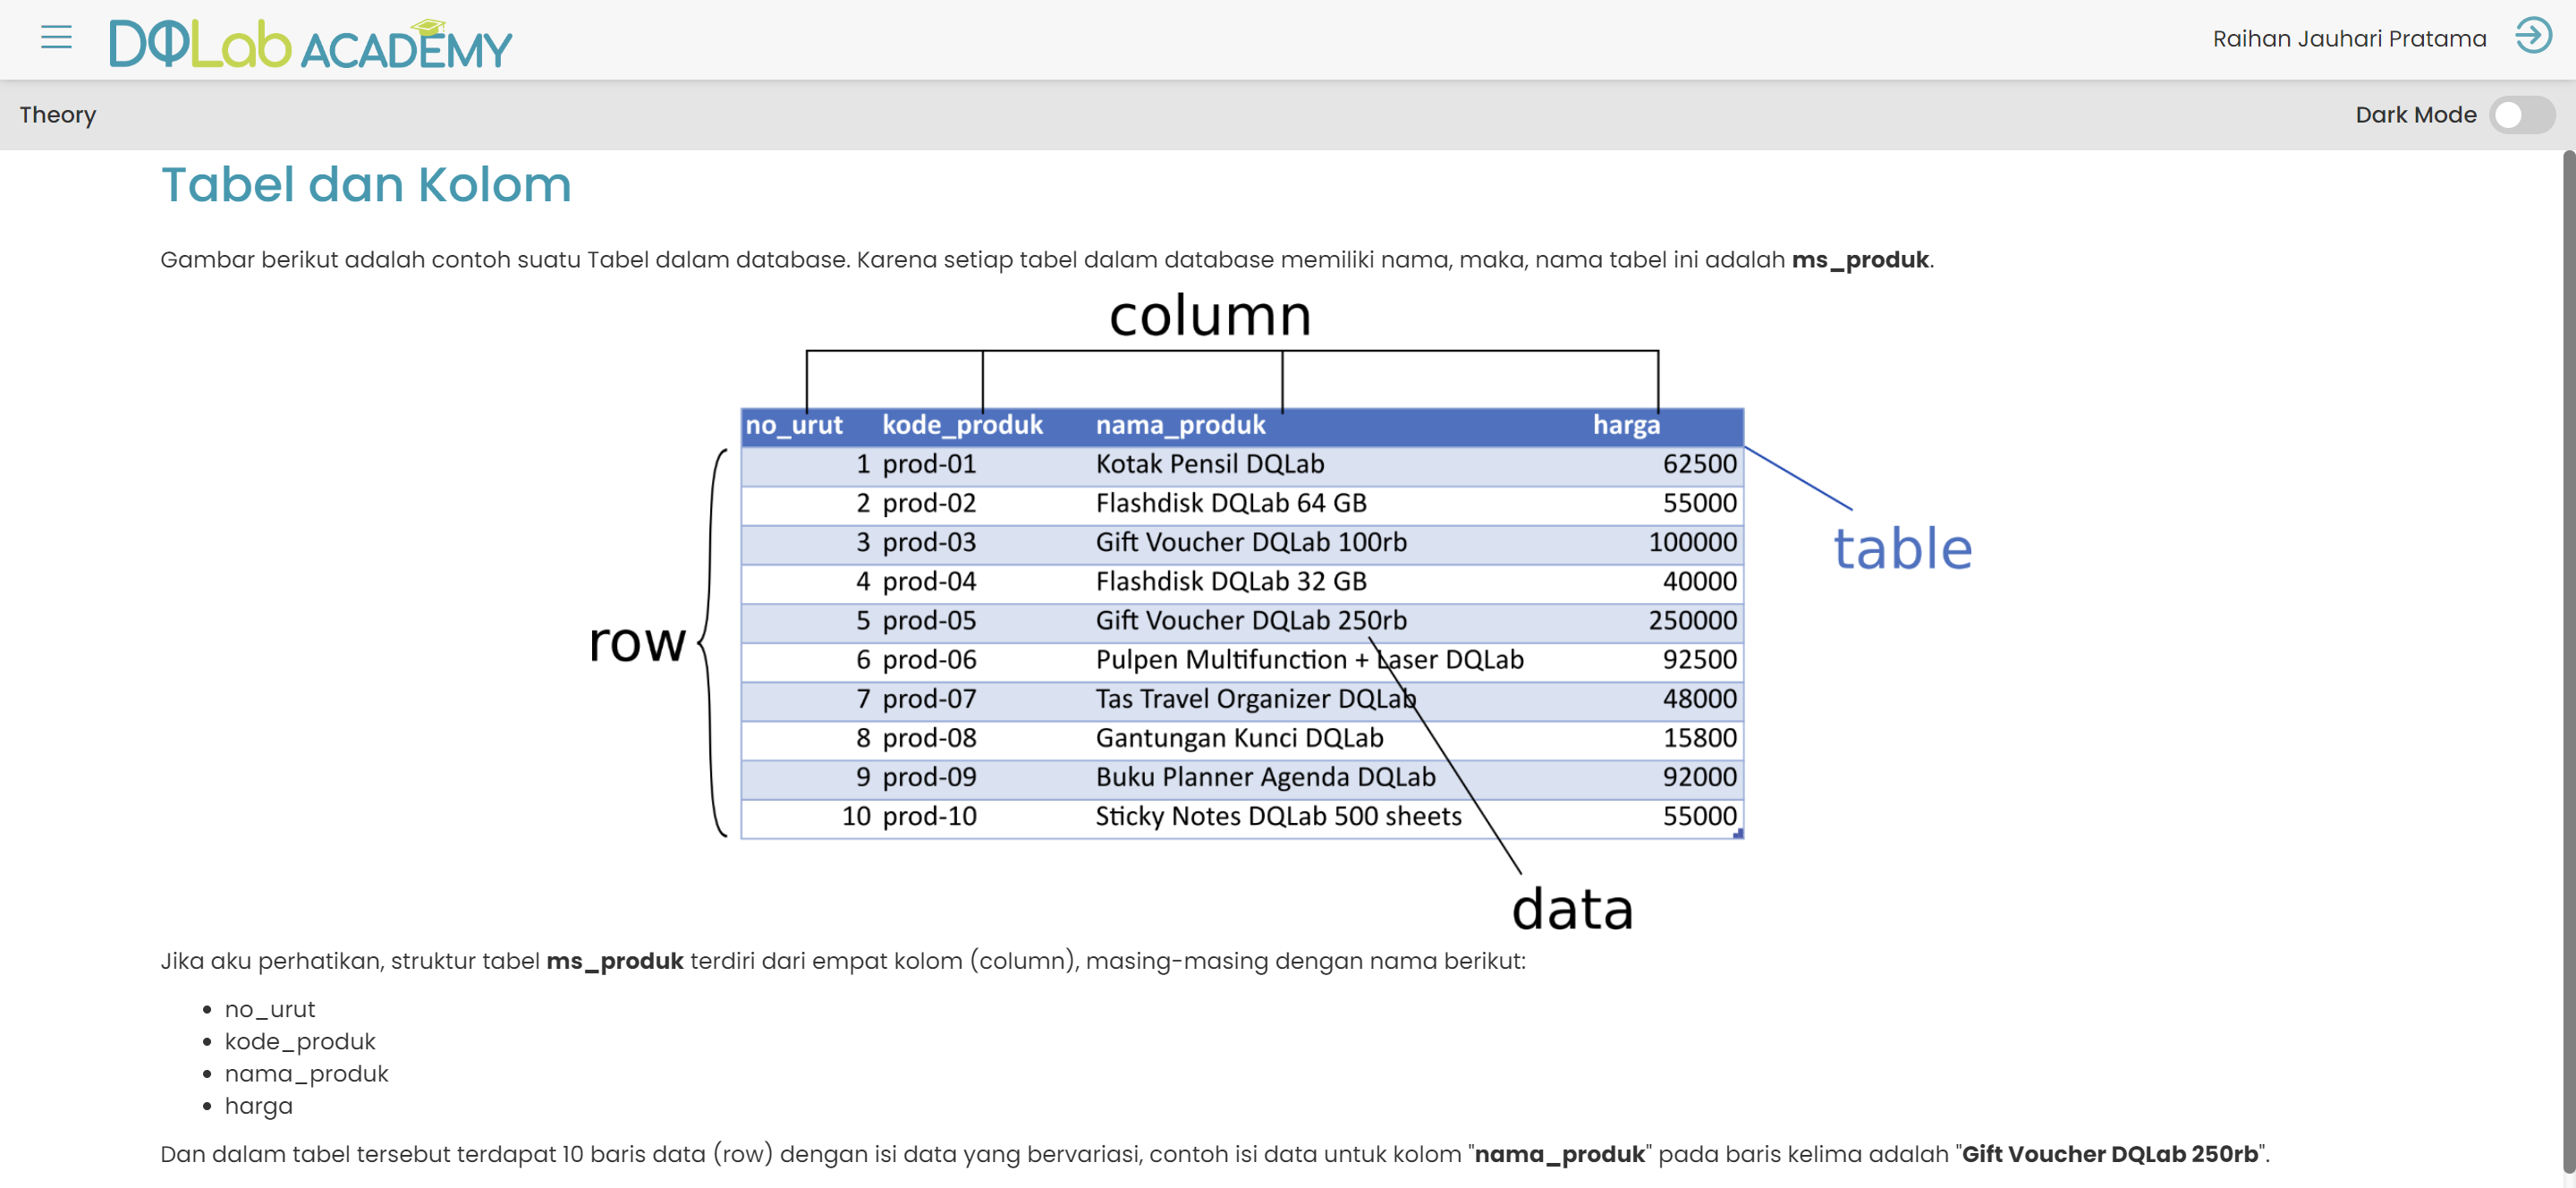 DQLab ACADEMY
Raihan Jauhari Pratama
Theory
Dark Mode
Tabel dan Kolom
Gambar berikut adalah contoh suatu Tabel dalam database. Karena setiap tabel dalam database memiliki nama, maka, nama tabel ini adalah ms_produk.
column
no_urut kode_produk nama_produk harga
1 prod-01 Kotak Pensil DQLab 62500
2 prod-02 Flashdisk DQLab 64 GB 55000
3 prod-03 Gift Voucher DQLab 100rb 100000
4 prod-04 Flashdisk DQLab 32 GB 40000
5 prod-05 Gift Voucher DQLab 250rb 250000
6 prod-06 Pulpen Multifunction + Laser DQLab 92500
7 prod-07 Tas Travel Organizer DQLab 48000
8 prod-08 Gantungan Kunci DQLab 15800
9 prod-09 Buku Planner Agenda DQLab 92000
10 prod-10 Sticky Notes DQLab 500 sheets 55000
table
row
data
Jika aku perhatikan, struktur tabel ms_produk terdiri dari empat kolom (column), masing-masing dengan nama berikut:
• no_urut
• kode_produk
• nama_produk
• harga
Dan dalam tabel tersebut terdapat 10 baris data (row) dengan isi data yang bervariasi, contoh isi data untuk kolom "nama_produk" pada baris kelima adalah "Gift Voucher DQLab 250rb".